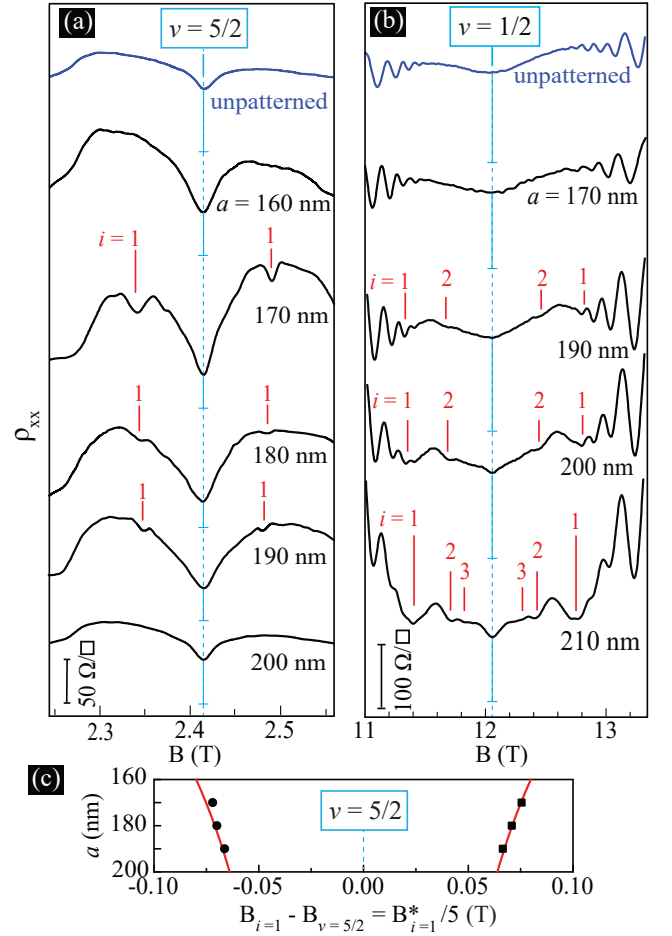 (a)
ν = 5/2
unpatterned
a = 160 nm
i = 1
1
170 nm
1
1
180 nm
1
1
190 nm
200 nm
50 Ω/□
ρxx
2.3 2.4 2.5
B (T)
(b)
ν = 1/2
unpatterned
a = 170 nm
i = 1 2 2 1
190 nm
i = 1 2 2 1
200 nm
i = 1 2 3 3 2 1
210 nm
100 Ω/□
11 12 13
B (T)
(c)
ν = 5/2
a (nm)
160
180
200
-0.10 -0.05 0.00 0.05 0.10
B_{i=1} - B_{ν=5/2} = B^*_{i=1}/5 (T)